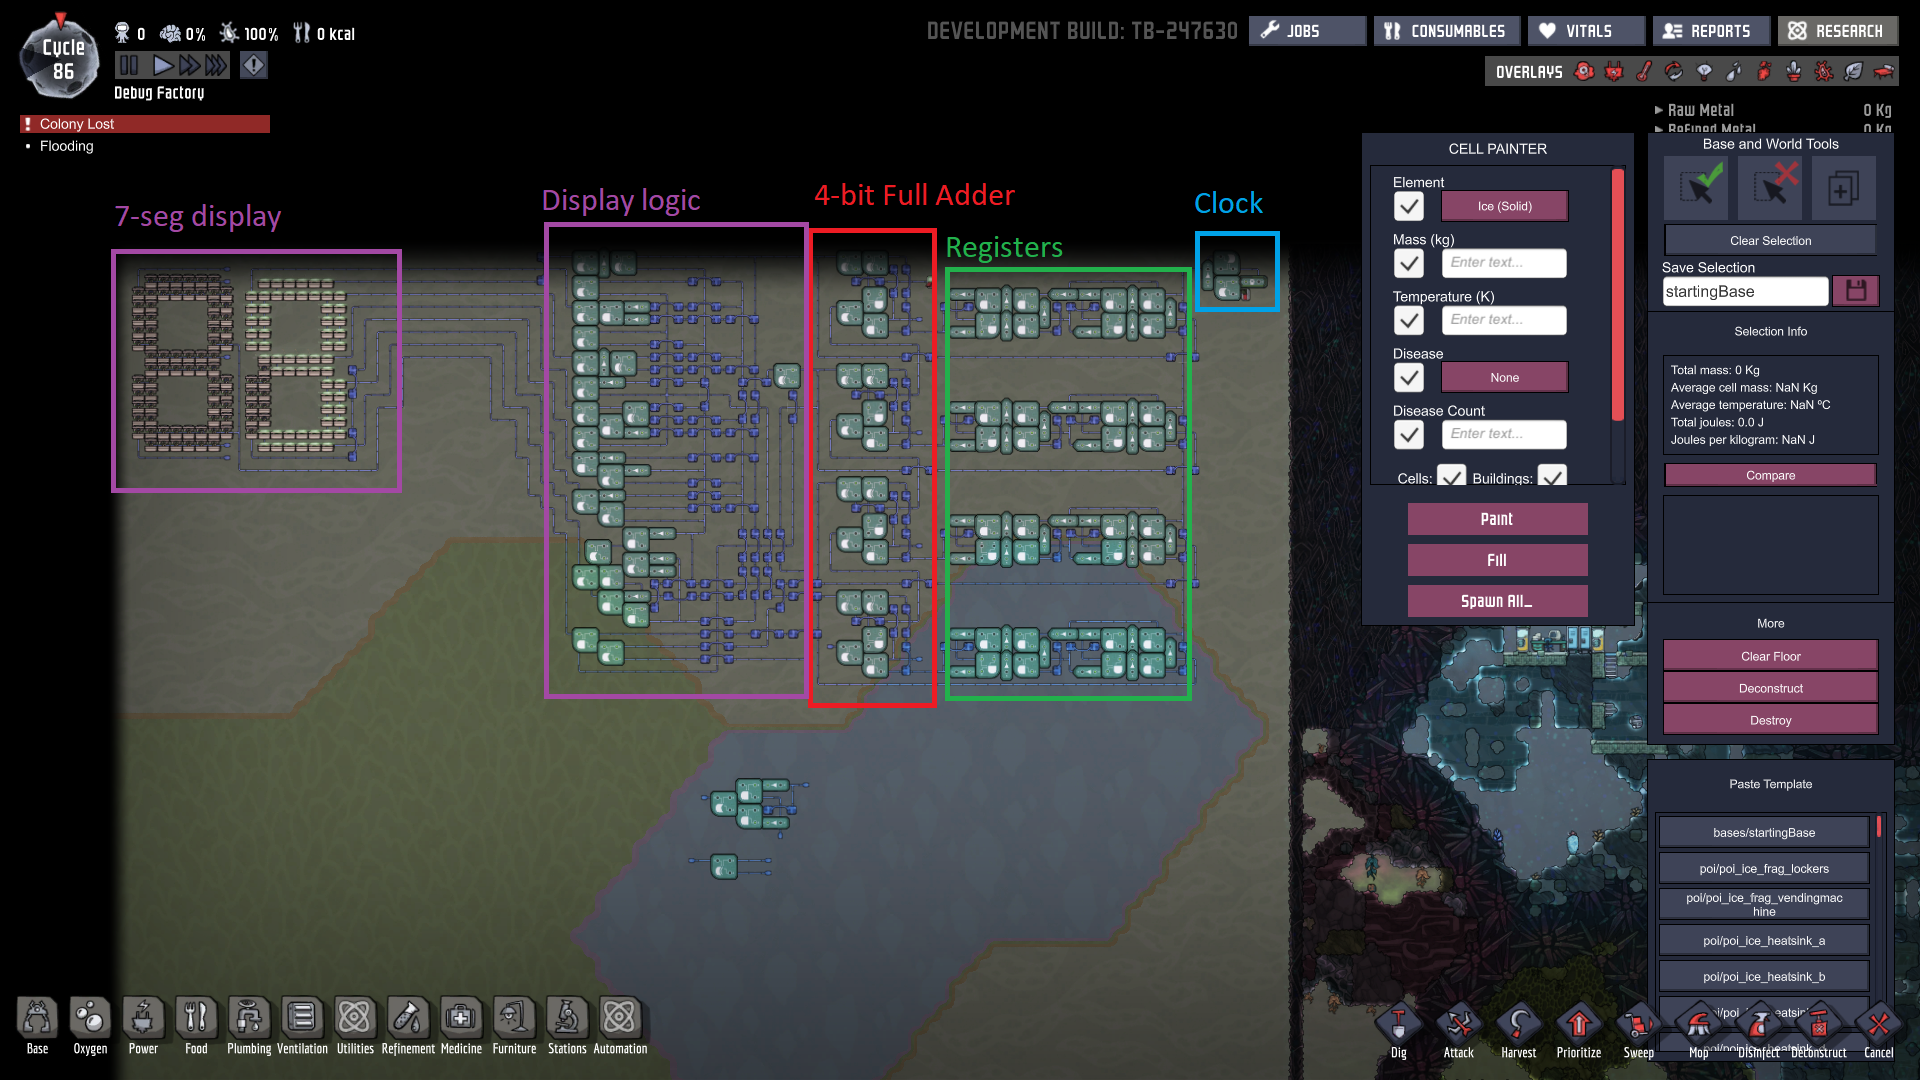 Cycle
86
0
0%
100%
0 kcal
Debug Factory
Colony Lost
Flooding
DEVELOPMENT BUILD: TB-247630
JOBS
CONSUMABLES
VITALS
REPORTS
RESEARCH
OVERLAYS
Raw Metal 0 Kg
Refined Metal 0 Kg
7-seg display
Display logic
4-bit Full Adder
Registers
Clock
CELL PAINTER
Element
Ice (Solid)
Mass (kg)
Enter text...
Temperature (K)
Enter text...
Disease
None
Disease Count
Enter text...
Cells:
Buildings:
Paint
Fill
Spawn All_
Base and World Tools
Clear Selection
Save Selection
startingBase
Selection Info
Total mass: 0 Kg
Average cell mass: NaN Kg
Average temperature: NaN ºC
Total joules: 0.0 J
Joules per kilogram: NaN J
Compare
More
Clear Floor
Deconstruct
Destroy
Paste Template
bases/startingBase
poi/poi_ice_frag_lockers
poi/poi_ice_frag_vendingmac
hine
poi/poi_ice_heatsink_a
poi/poi_ice_heatsink_b
Base
Oxygen
Power
Food
Plumbing
Ventilation
Utilities
Refinement
Medicine
Furniture
Stations
Automation
Dig
Attack
Harvest
Prioritize
Sweep
Mop
Disinfect
Deconstruct
Cancel